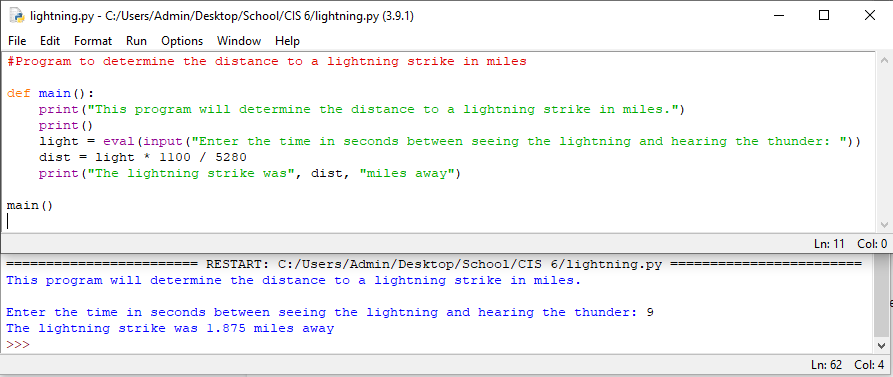 lightning.py - C:/Users/Admin/Desktop/School/CIS 6/lightning.py (3.9.1)
File Edit Format Run Options Window Help
#Program to determine the distance to a lightning strike in miles
def main():
    print("This program will determine the distance to a lightning strike in miles.")
    print()
    light = eval(input("Enter the time in seconds between seeing the lightning and hearing the thunder: "))
    dist = light * 1100 / 5280
    print("The lightning strike was", dist, "miles away")
main()
Ln: 11 Col: 0
======================== RESTART: C:/Users/Admin/Desktop/School/CIS 6/lightning.py ========================
This program will determine the distance to a lightning strike in miles.
Enter the time in seconds between seeing the lightning and hearing the thunder: 9
The lightning strike was 1.875 miles away
>>>
Ln: 62 Col: 4